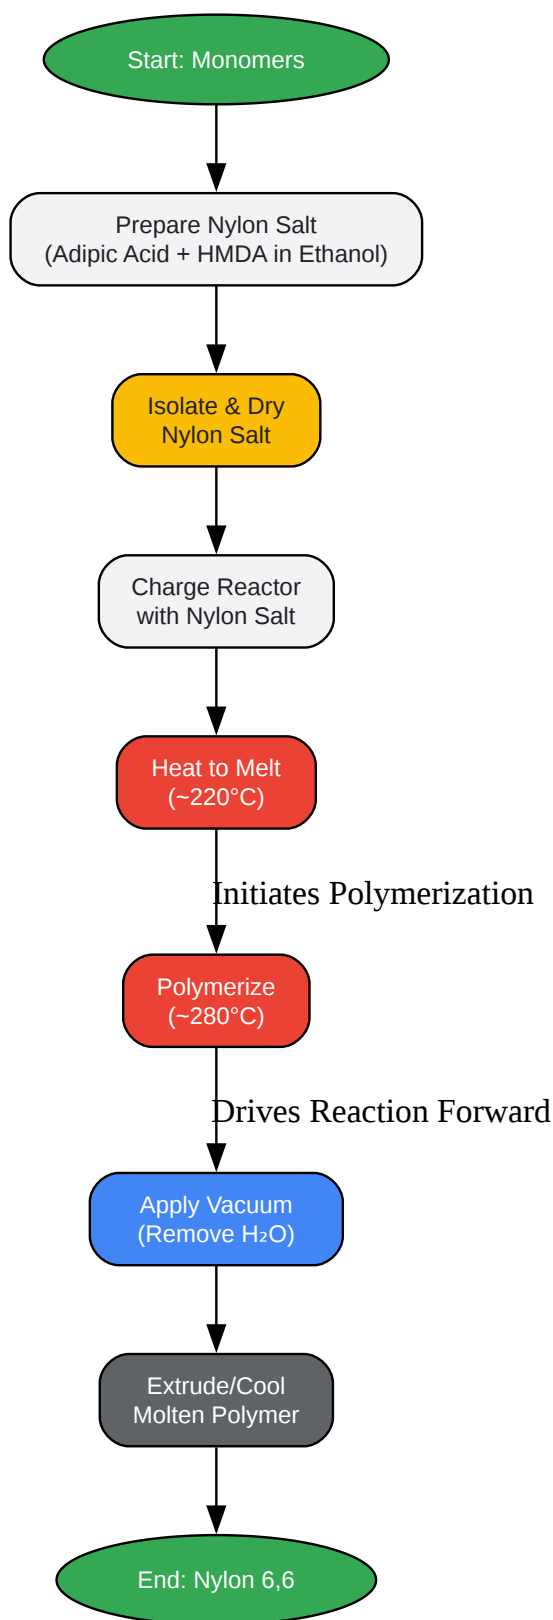 Start: Monomers
Prepare Nylon Salt
(Adipic Acid + HMDA in Ethanol)
Isolate & Dry
Nylon Salt
Charge Reactor
with Nylon Salt
Heat to Melt
(~220°C)
Initiates Polymerization
Polymerize
(~280°C)
Drives Reaction Forward
Apply Vacuum
(Remove H₂O)
Extrude/Cool
Molten Polymer
End: Nylon 6,6